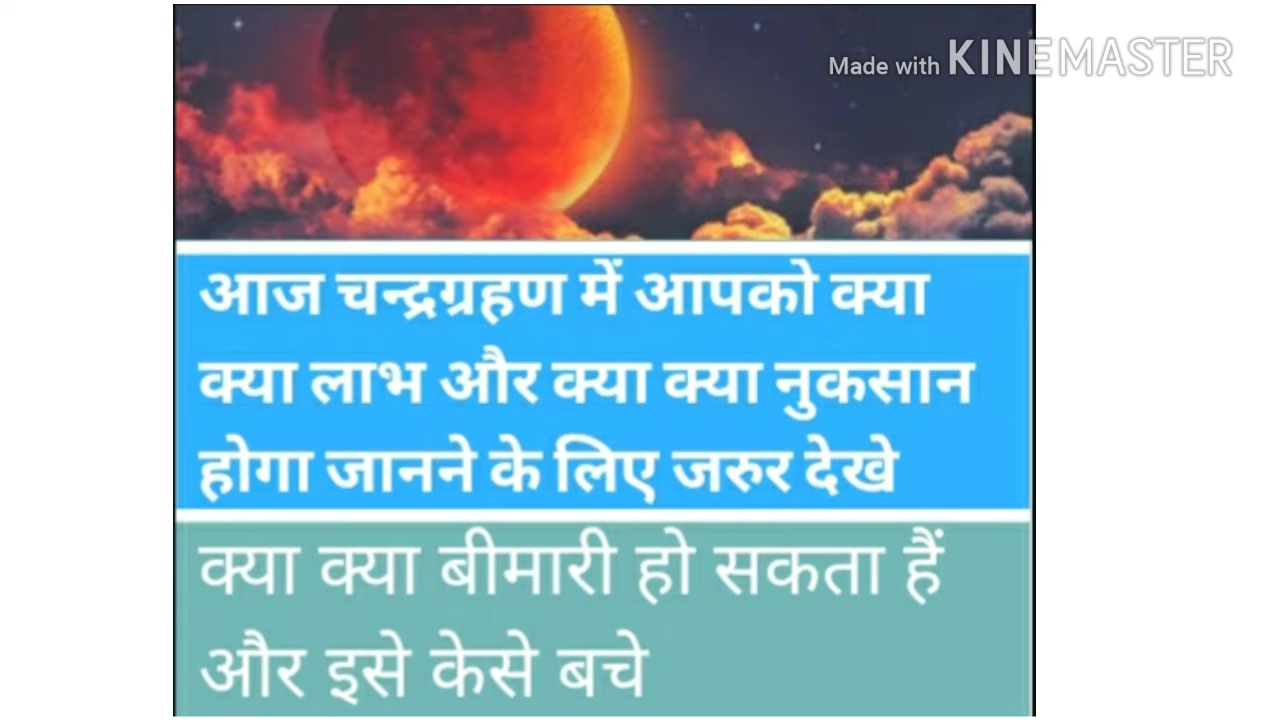 Made with KINEMASTER
आज चन्द्रग्रहण में आपको क्या
क्या लाभ और क्या क्या नुकसान
होगा जानने के लिए जरुर देखे
क्या क्या बीमारी हो सकता हैं
और इसे केसे बचे